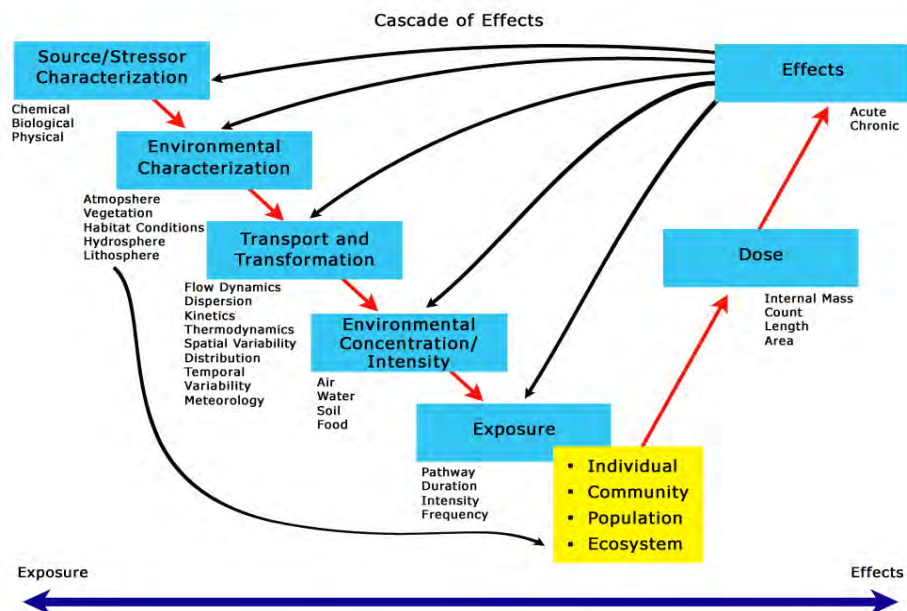 Cascade of Effects
Source/Stressor
Characterization
Chemical
Biological
Physical
Effects
Acute
Chronic
Environmental
Characterization
Atmopshere
Vegetation
Habitat Conditions
Hydrosphere
Lithosphere
Transport and
Transformation
Flow Dynamics
Dispersion
Kinetics
Thermodynamics
Spatial Variability
Distribution
Temporal
Variability
Meteorology
Dose
Internal Mass
Count
Length
Area
Environmental
Concentration/
Intensity
Air
Water
Soil
Food
Exposure
Pathway
Duration
Intensity
Frequency
▪ Individual
▪ Community
▪ Population
▪ Ecosystem
Exposure
Effects